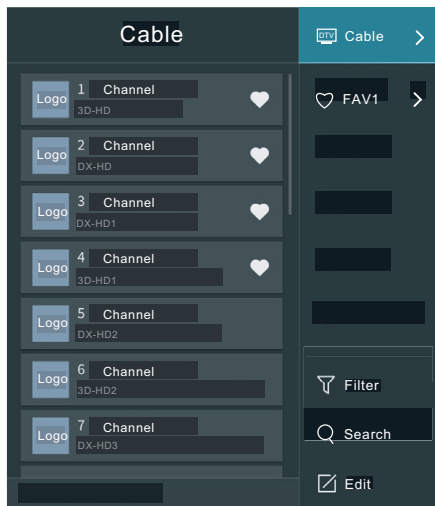 Cable
DTV Cable
Logo 1 Channel
3D-HD
FAV1
Logo 2 Channel
DX-HD
Logo 3 Channel
DX-HD1
Logo 4 Channel
3D-HD1
Logo 5 Channel
DX-HD2
Logo 6 Channel
3D-HD2
Logo 7 Channel
DX-HD3
Filter
Search
Edit